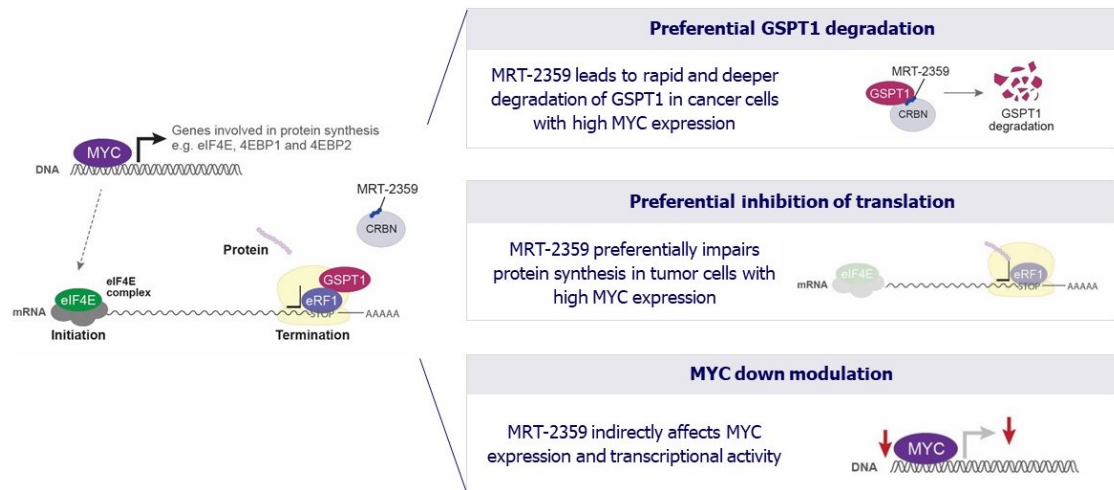 Genes involved in protein synthesis
e.g. eIF4E, 4EBP1 and 4EBP2
MYC
DNA
MRT-2359
CRBN
Protein
GSPT1
eIF4E
complex
eIF4E
eRF1
mRNA
STOP
AAAAA
Initiation
Termination
Preferential GSPT1 degradation
MRT-2359 leads to rapid and deeper
degradation of GSPT1 in cancer cells
with high MYC expression
MRT-2359
GSPT1
CRBN
GSPT1
degradation
Preferential inhibition of translation
MRT-2359 preferentially impairs
protein synthesis in tumor cells with
high MYC expression
eIF4E
eRF1
mRNA
STOP
AAAAA
MYC down modulation
MRT-2359 indirectly affects MYC
expression and transcriptional activity
MYC
DNA